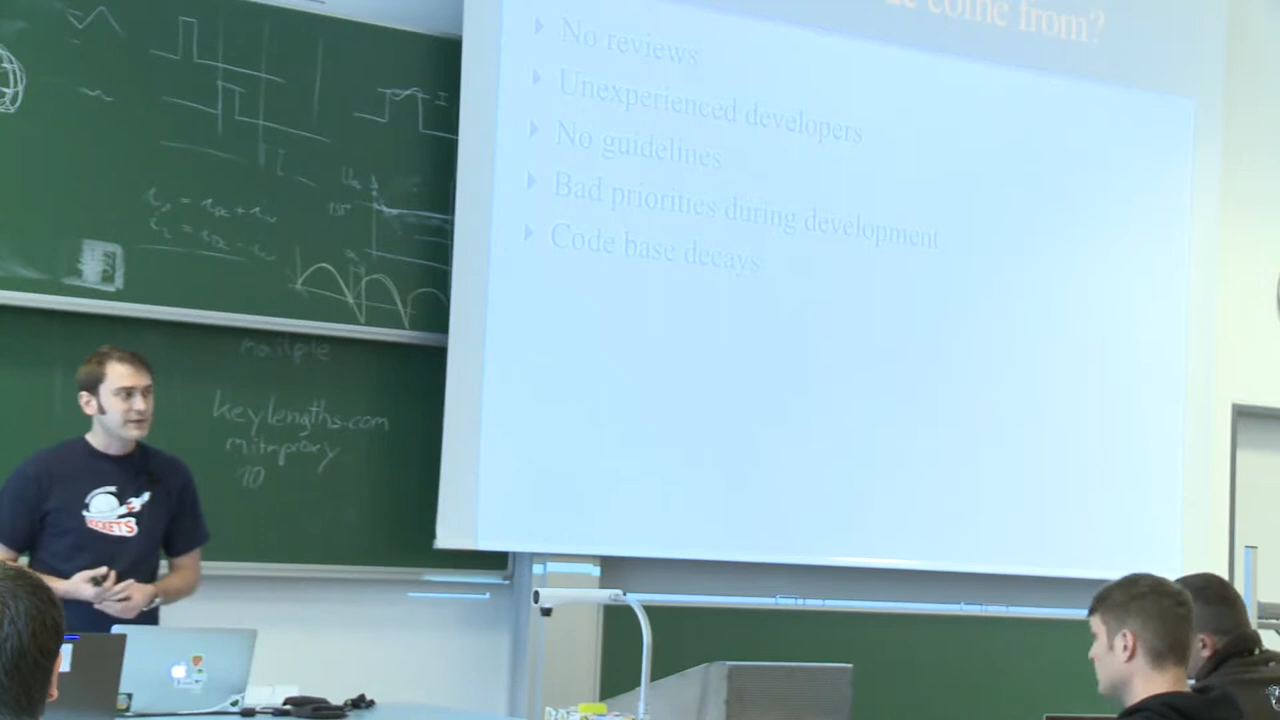 come from?
No reviews
Unexperienced developers
No guidelines
Bad priorities during development
Code base decays
mailpile
keylengths.com
mitmproxy
10
ROCKETS